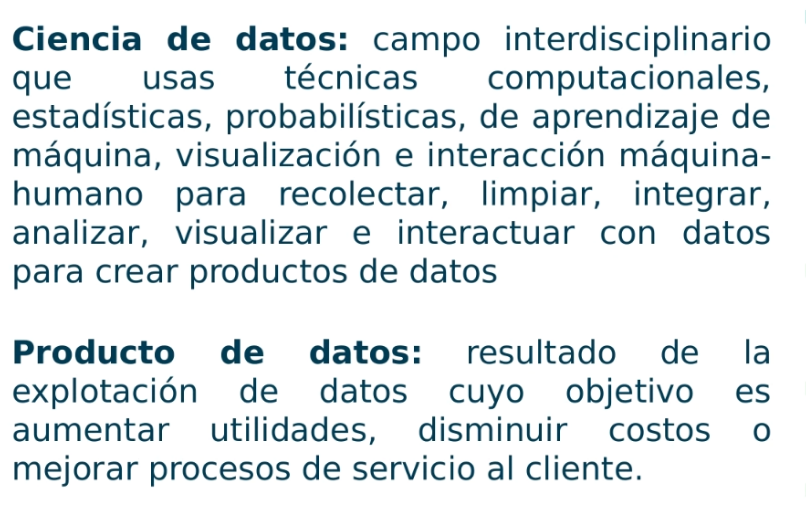 Ciencia de datos: campo interdisciplinario
que usas técnicas computacionales,
estadísticas, probabilísticas, de aprendizaje de
máquina, visualización e interacción máquina-
humano para recolectar, limpiar, integrar,
analizar, visualizar e interactuar con datos
para crear productos de datos
Producto de datos: resultado de la
explotación de datos cuyo objetivo es
aumentar utilidades, disminuir costos o
mejorar procesos de servicio al cliente.